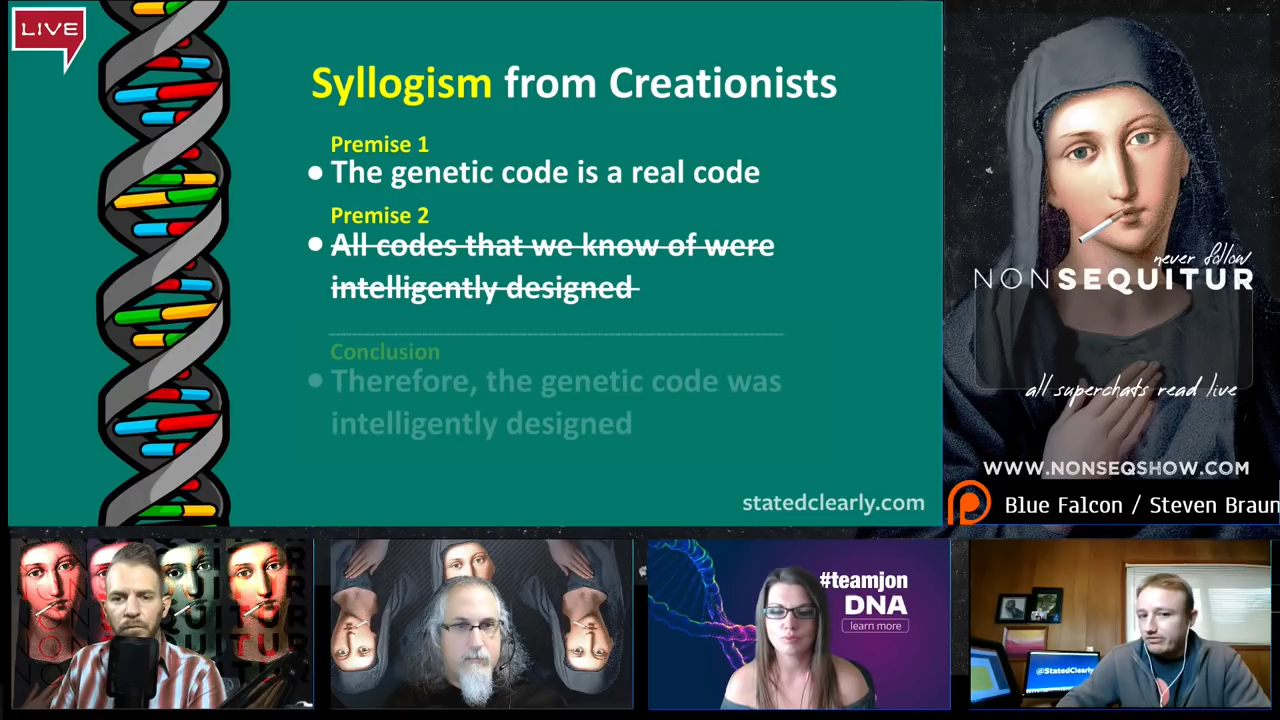 LIVE
Syllogism from Creationists
Premise 1
The genetic code is a real code
Premise 2
All codes that we know of were
intelligently designed
Conclusion
Therefore, the genetic code was
intelligently designed
statedclearly.com
never follow
NONSEQUITUR
all superchats read live
WWW.NONSEQSHOW.COM
Blue Falcon / Steven Braun
#teamjon
DNA
learn more
@StatedClearly